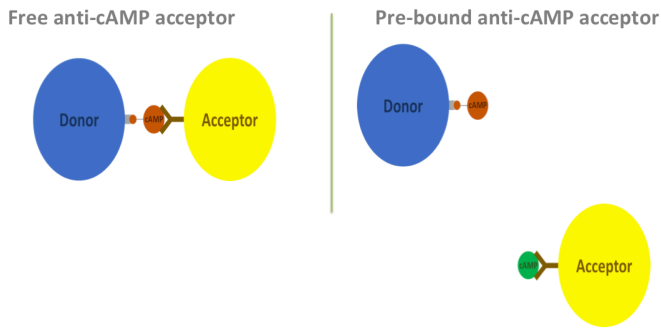 Free anti-cAMP acceptor
Pre-bound anti-cAMP acceptor
Donor
cAMP
Acceptor
Donor
cAMP
cAMP
Acceptor